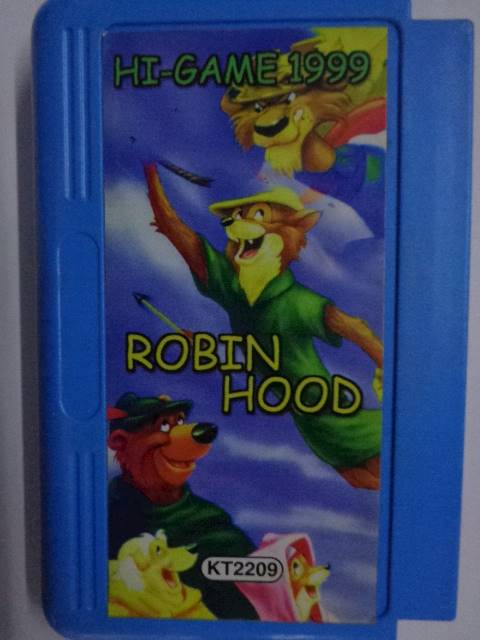 HI-GAME 1999
ROBIN
HOOD
KT2209